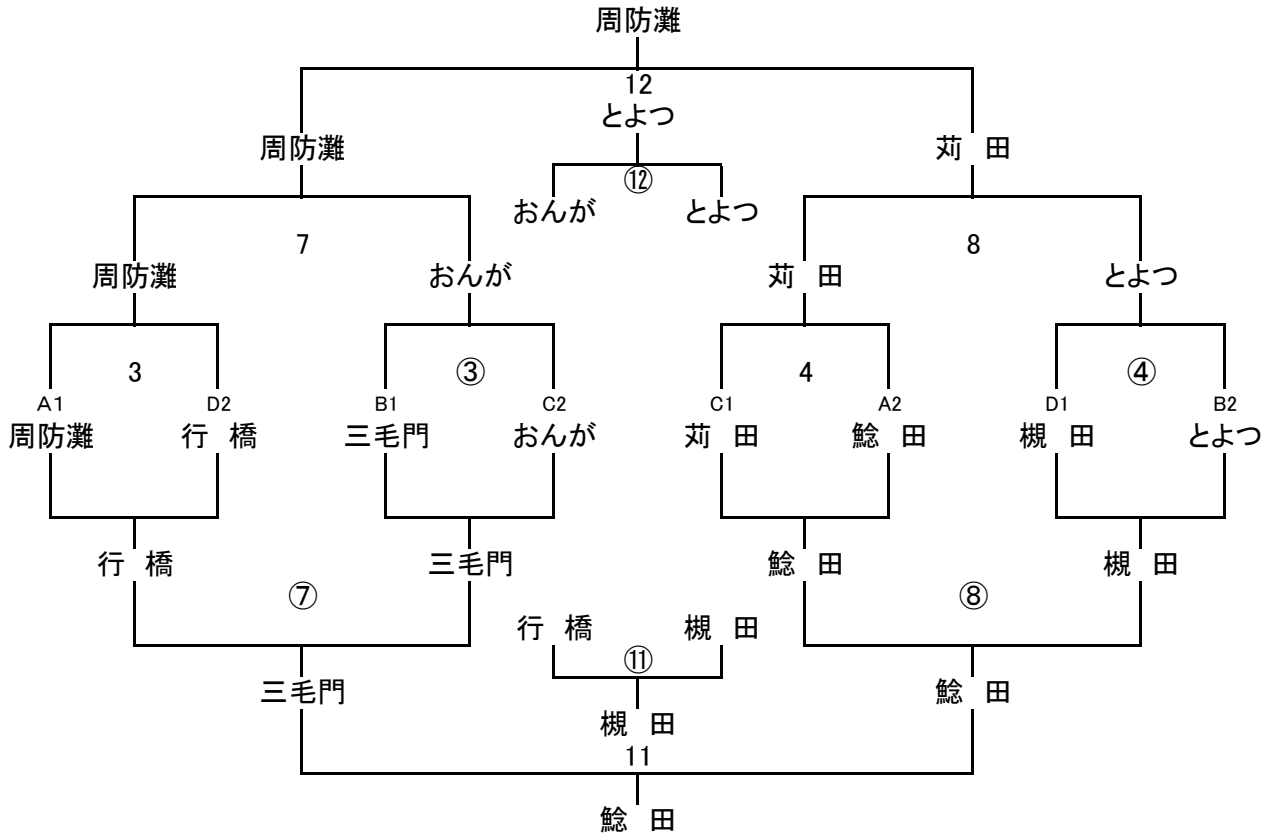 周防灘
12
とよつ
周防灘 苅 田
⑫
おんが とよつ
7 8
周防灘 おんが 苅 田 とよつ
3 ③ 4 ④
A1 D2 B1 C2 C1 A2 D1 B2
周防灘 行 橋 三毛門 おんが 苅 田 鯰 田 槻 田 とよつ
行 橋 三毛門 鯰 田 槻 田
⑦ ⑧
行 橋 槻 田
⑪
三毛門 鯰 田
槻 田
11
鯰 田